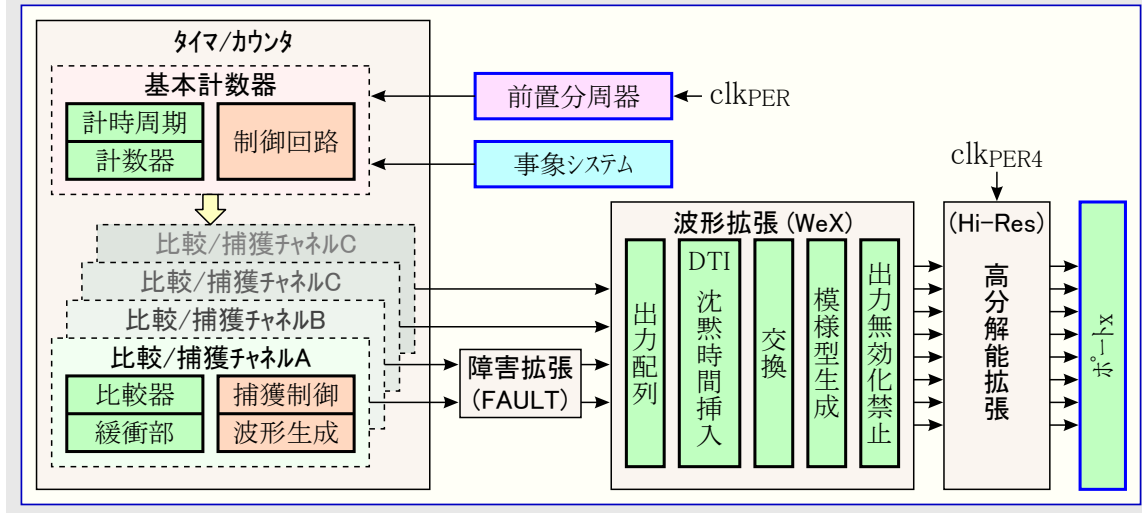 タイマ/カウンタ
基本計数器
計時周期
計数器
制御回路
前置分周器
clkPER
事象システム
比較/捕獲チャネルC
比較/捕獲チャネルC
比較/捕獲チャネルB
比較/捕獲チャネルA
比較器
緩衝部
捕獲制御
波形生成
障害拡張
(FAULT)
波形拡張 (WeX)
出力配列
DTI
沈黙時間挿入
交換
模様型生成
出力無効化禁止
clkPER4
(Hi-Res)
高分解能拡張
ポートx